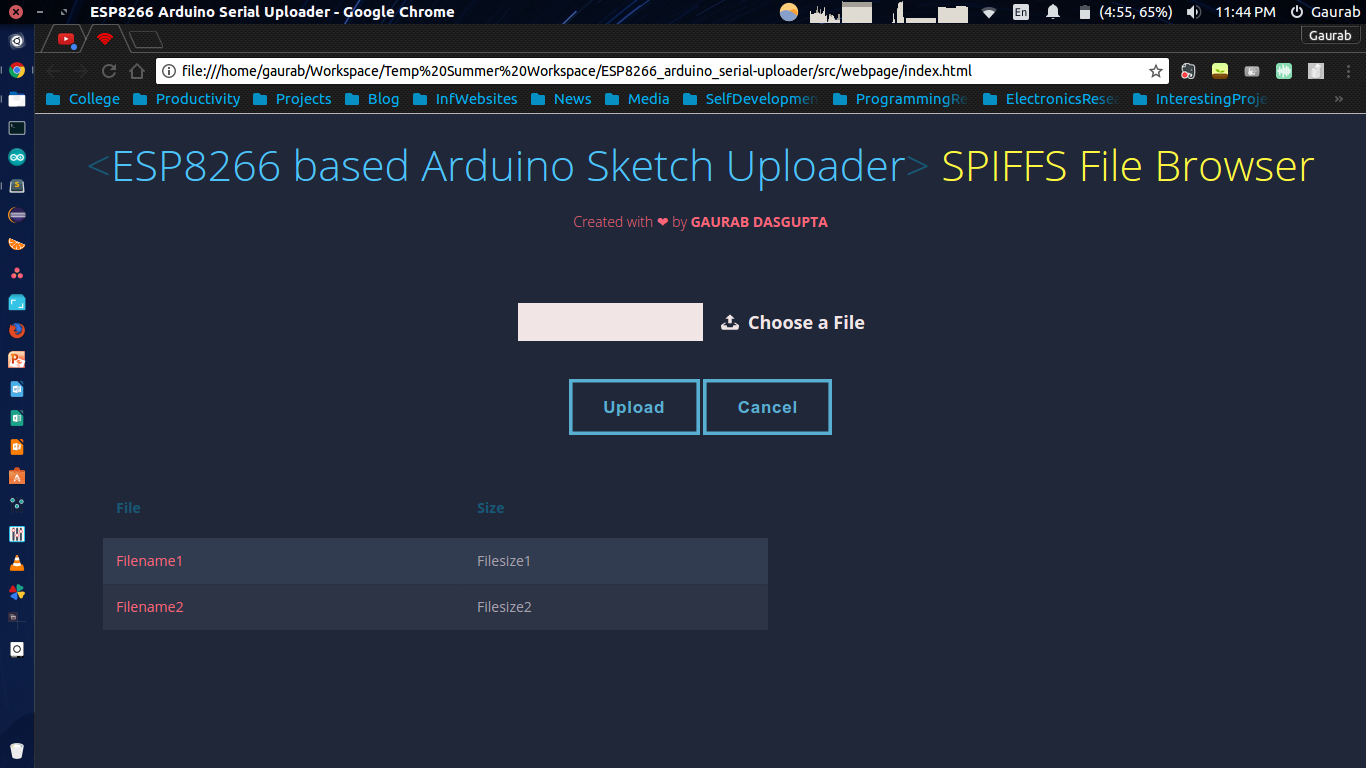 ESP8266 Arduino Serial Uploader - Google Chrome
En
(4:55, 65%)
11:44 PM
Gaurab
Gaurab
file:///home/gaurab/Workspace/Temp%20Summer%20Workspace/ESP8266_arduino_serial-uploader/src/webpage/index.html
College Productivity Projects Blog InfWebsites News Media SelfDevelopmen ProgrammingRe ElectronicsResea InterestingProje »
<ESP8266 based Arduino Sketch Uploader> SPIFFS File Browser
Created with ❤ by GAURAB DASGUPTA
Choose a File
Upload Cancel
File Size
Filename1 Filesize1
Filename2 Filesize2